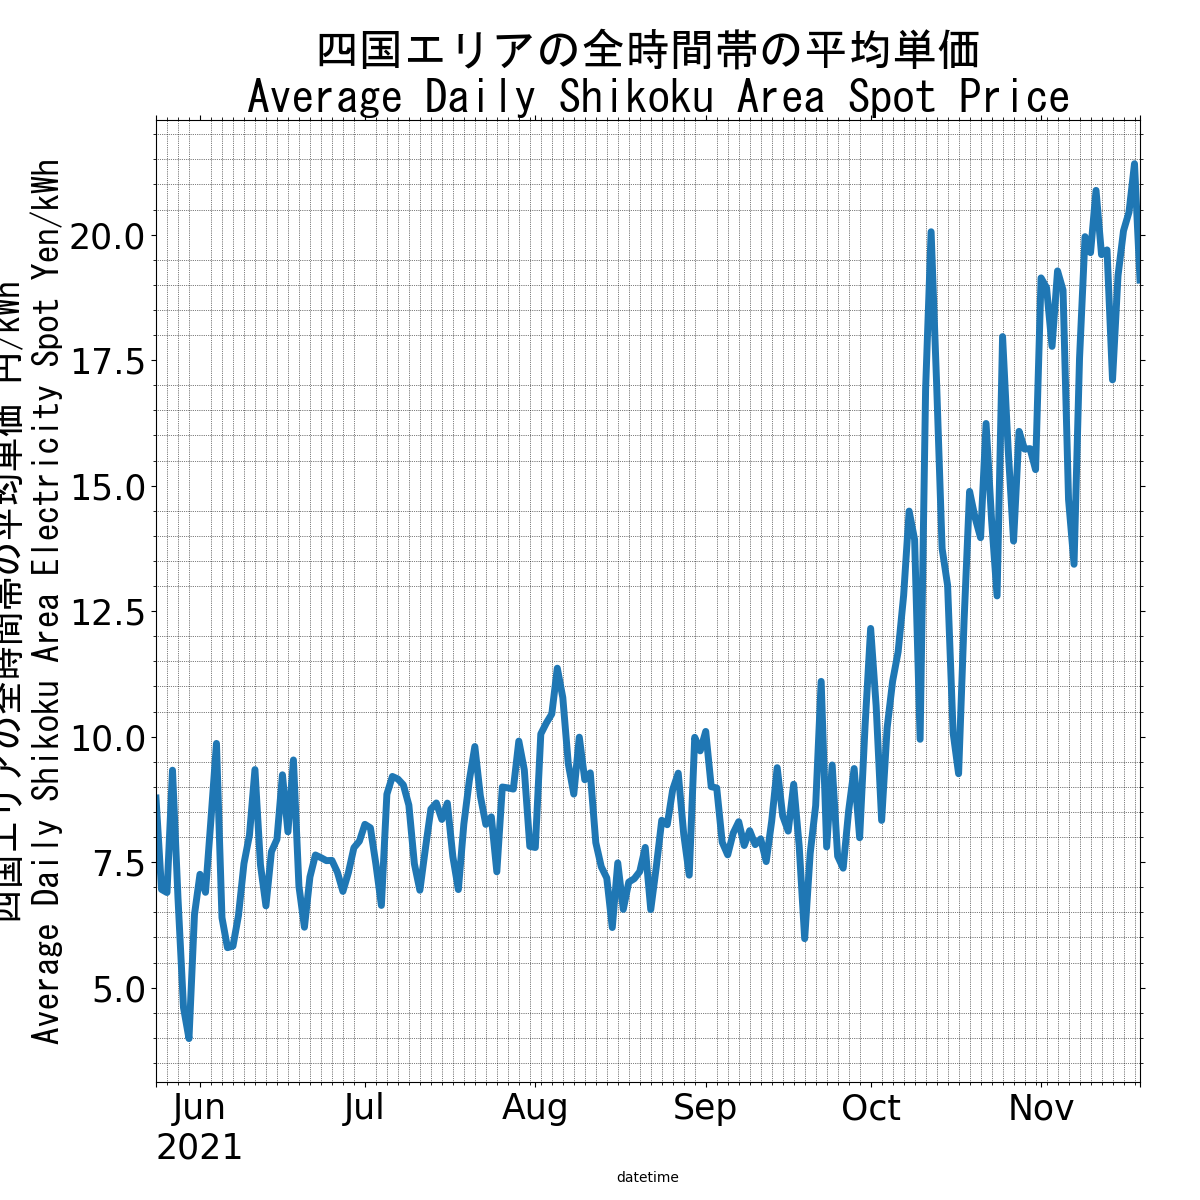 四国エリアの全時間帯の平均単価
Average Daily Shikoku Area Spot Price
四国エリアの全時間帯の平均単価 円/kWh
Average Daily Shikoku Area Electricity Spot Yen/kWh
20.0
17.5
15.0
12.5
10.0
7.5
5.0
Jun Jul Aug Sep Oct Nov
2021
datetime